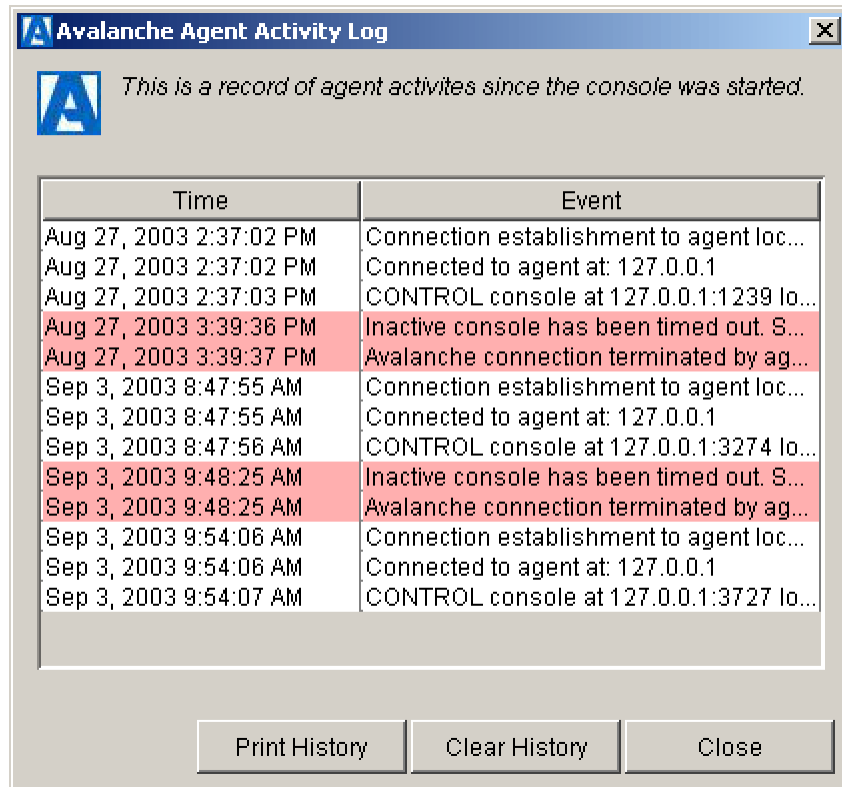 Avalanche Agent Activity Log
This is a record of agent activites since the console was started.
Time Event
Aug 27, 2003 2:37:02 PM Connection establishment to agent loc...
Aug 27, 2003 2:37:02 PM Connected to agent at: 127.0.0.1
Aug 27, 2003 2:37:03 PM CONTROL console at 127.0.0.1:1239 lo...
Aug 27, 2003 3:39:36 PM Inactive console has been timed out. S...
Aug 27, 2003 3:39:37 PM Avalanche connection terminated by ag...
Sep 3, 2003 8:47:55 AM Connection establishment to agent loc...
Sep 3, 2003 8:47:55 AM Connected to agent at: 127.0.0.1
Sep 3, 2003 8:47:56 AM CONTROL console at 127.0.0.1:3274 lo...
Sep 3, 2003 9:48:25 AM Inactive console has been timed out. S...
Sep 3, 2003 9:48:25 AM Avalanche connection terminated by ag...
Sep 3, 2003 9:54:06 AM Connection establishment to agent loc...
Sep 3, 2003 9:54:06 AM Connected to agent at: 127.0.0.1
Sep 3, 2003 9:54:07 AM CONTROL console at 127.0.0.1:3727 lo...
Print History Clear History Close